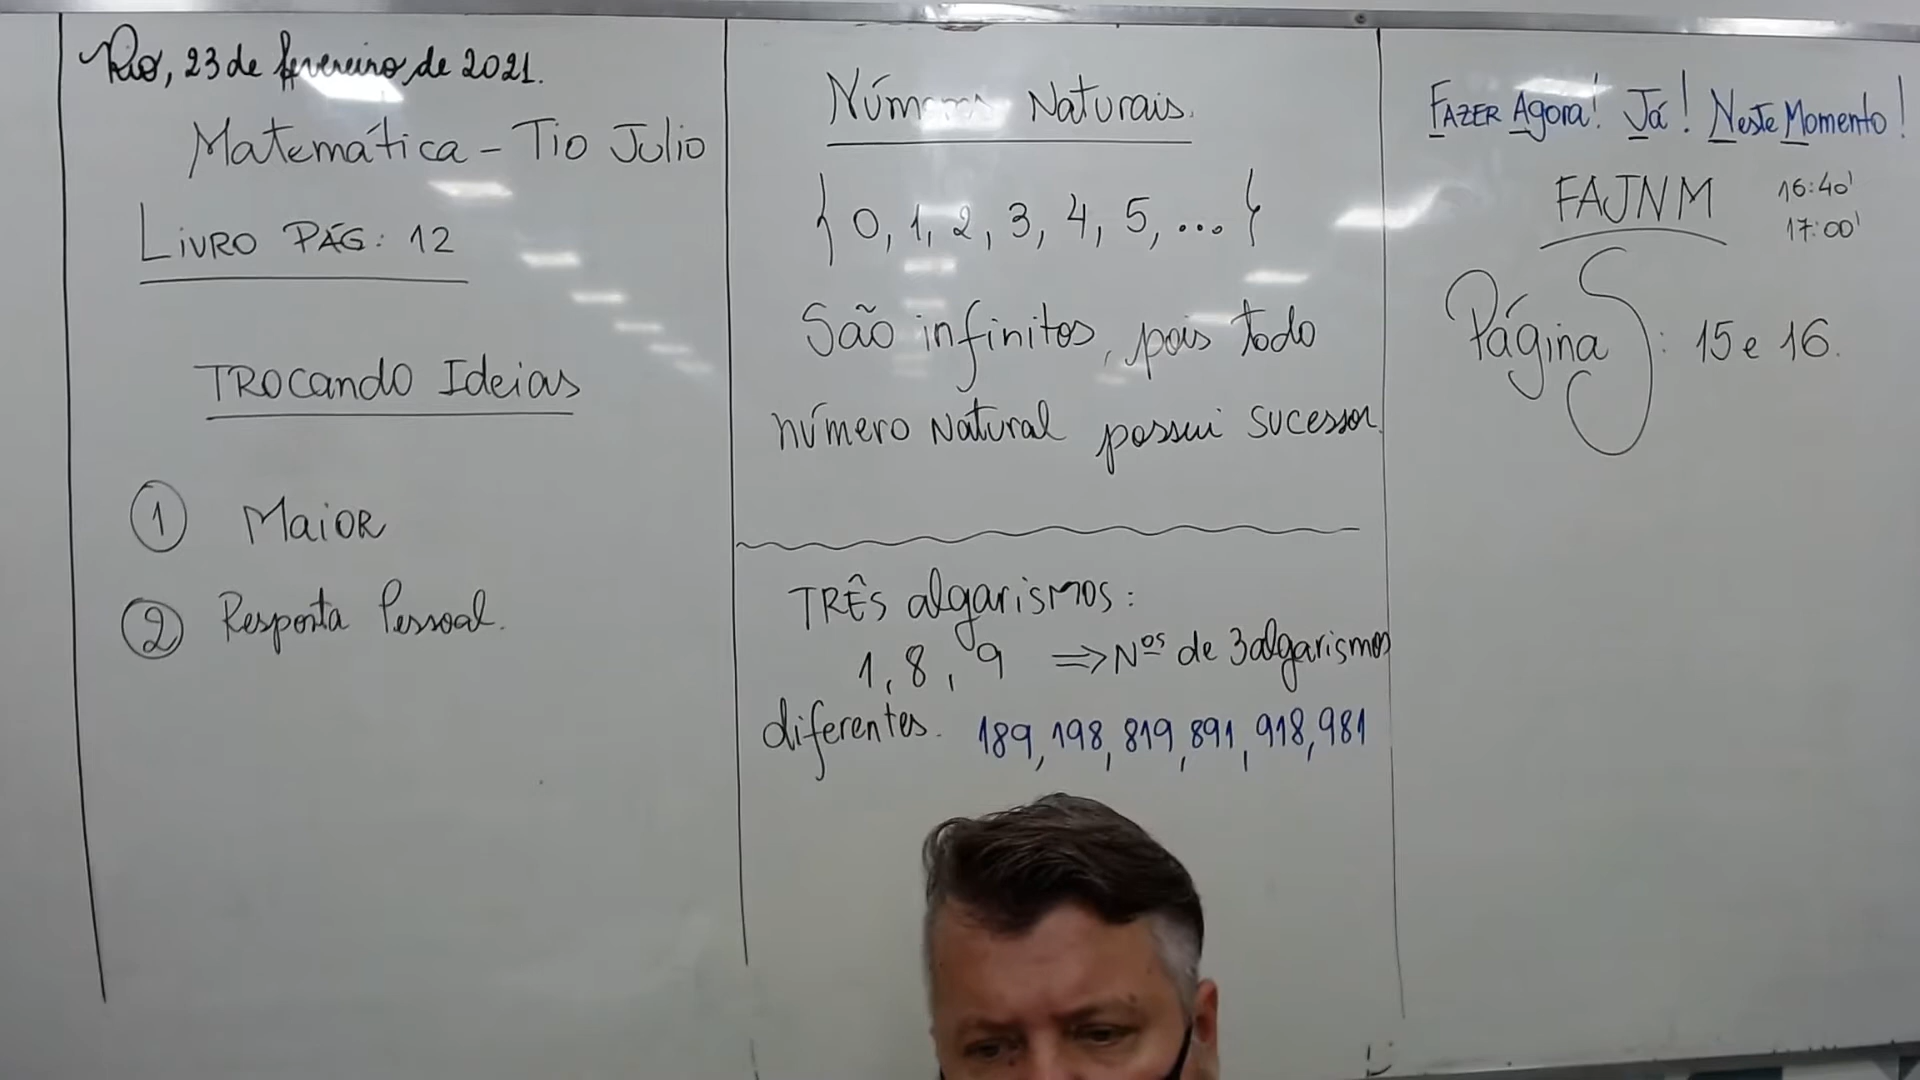 Rio, 23 de fevereiro de 2021.
Matemática - Tio Julio
Livro Pág: 12
Trocando Ideias
1 Maior
2 Resposta Pessoal.
Números Naturais.
{0, 1, 2, 3, 4, 5, ...}
São infinitos, pois todo
número natural possui sucessor.
Três algarismos:
1, 8, 9 ⇒ Nºs de 3 algarismos
diferentes. 189, 198, 819, 891, 918, 981
Fazer Agora! Já! Neste Momento!
FAJNM 16:40'
17:00'
PáginaS: 15 e 16.